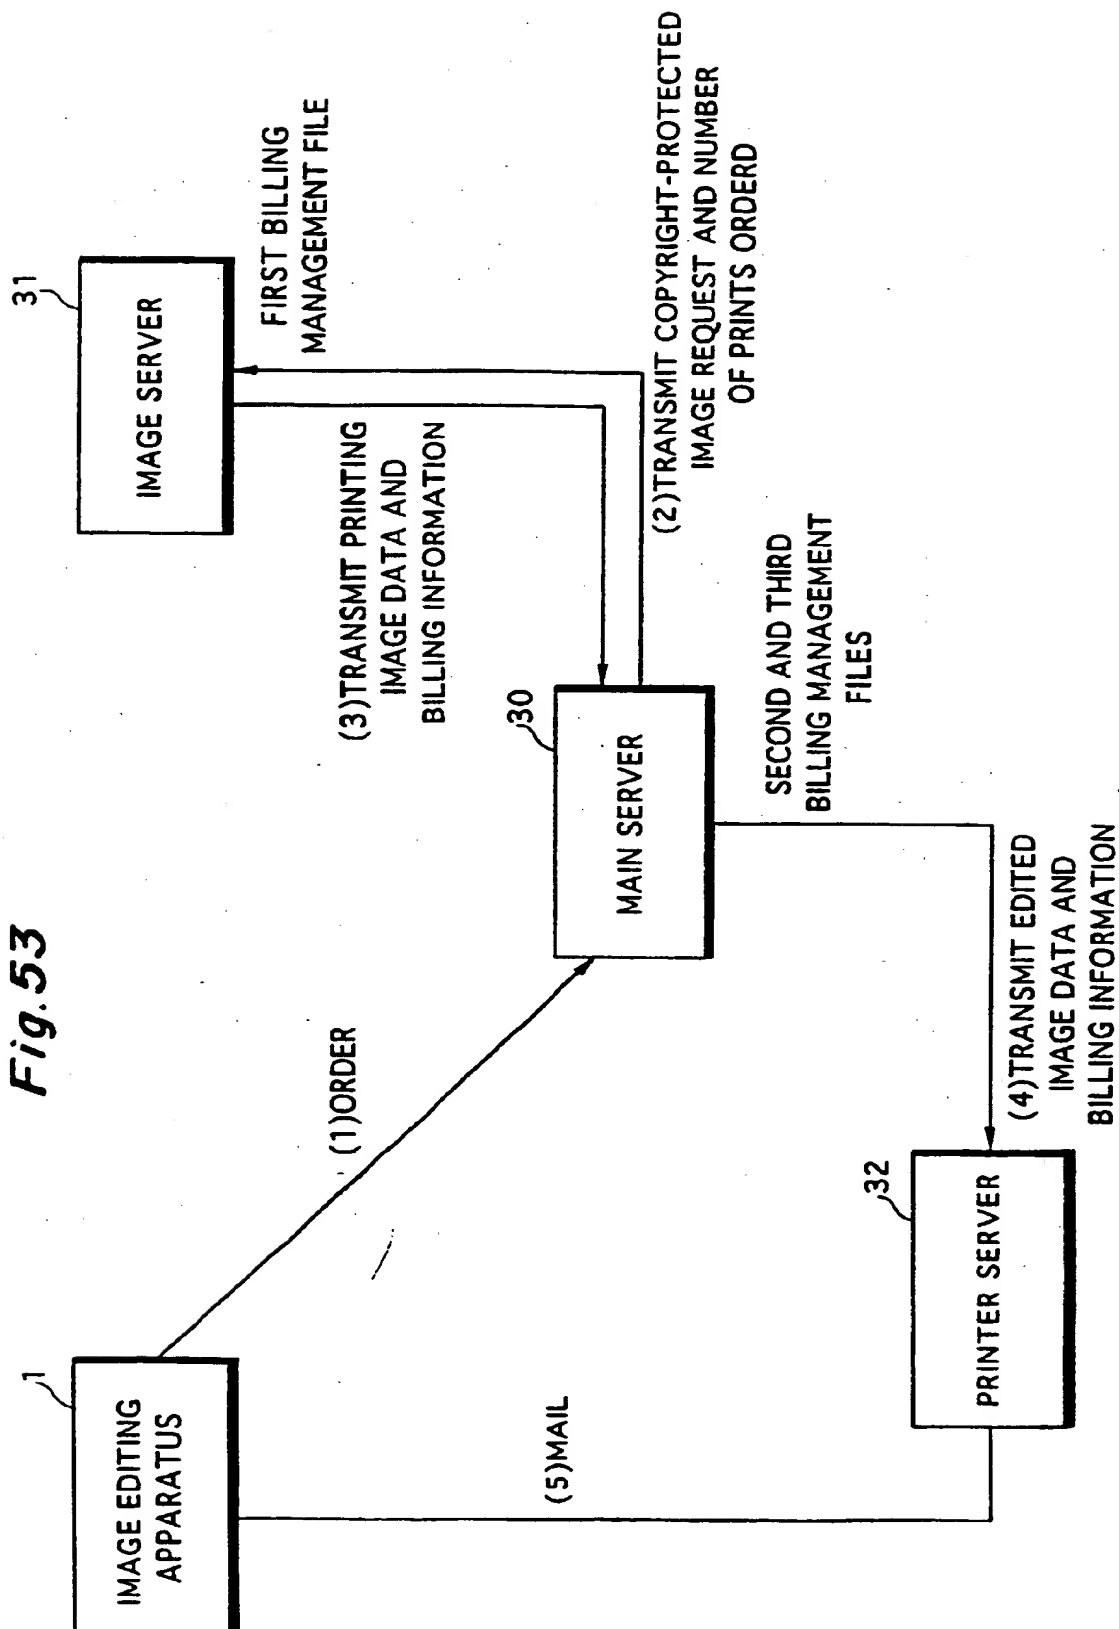 Fig.53
1
IMAGE EDITING
APPARATUS
(1)ORDER
31
IMAGE SERVER
FIRST BILLING
MANAGEMENT FILE
(3)TRANSMIT PRINTING
IMAGE DATA AND
BILLING INFORMATION
(2)TRANSMIT COPYRIGHT-PROTECTED
IMAGE REQUEST AND NUMBER
OF PRINTS ORDERD
30
MAIN SERVER
SECOND AND THIRD
BILLING MANAGEMENT
FILES
(5)MAIL
32
PRINTER SERVER
(4)TRANSMIT EDITED
IMAGE DATA AND
BILLING INFORMATION